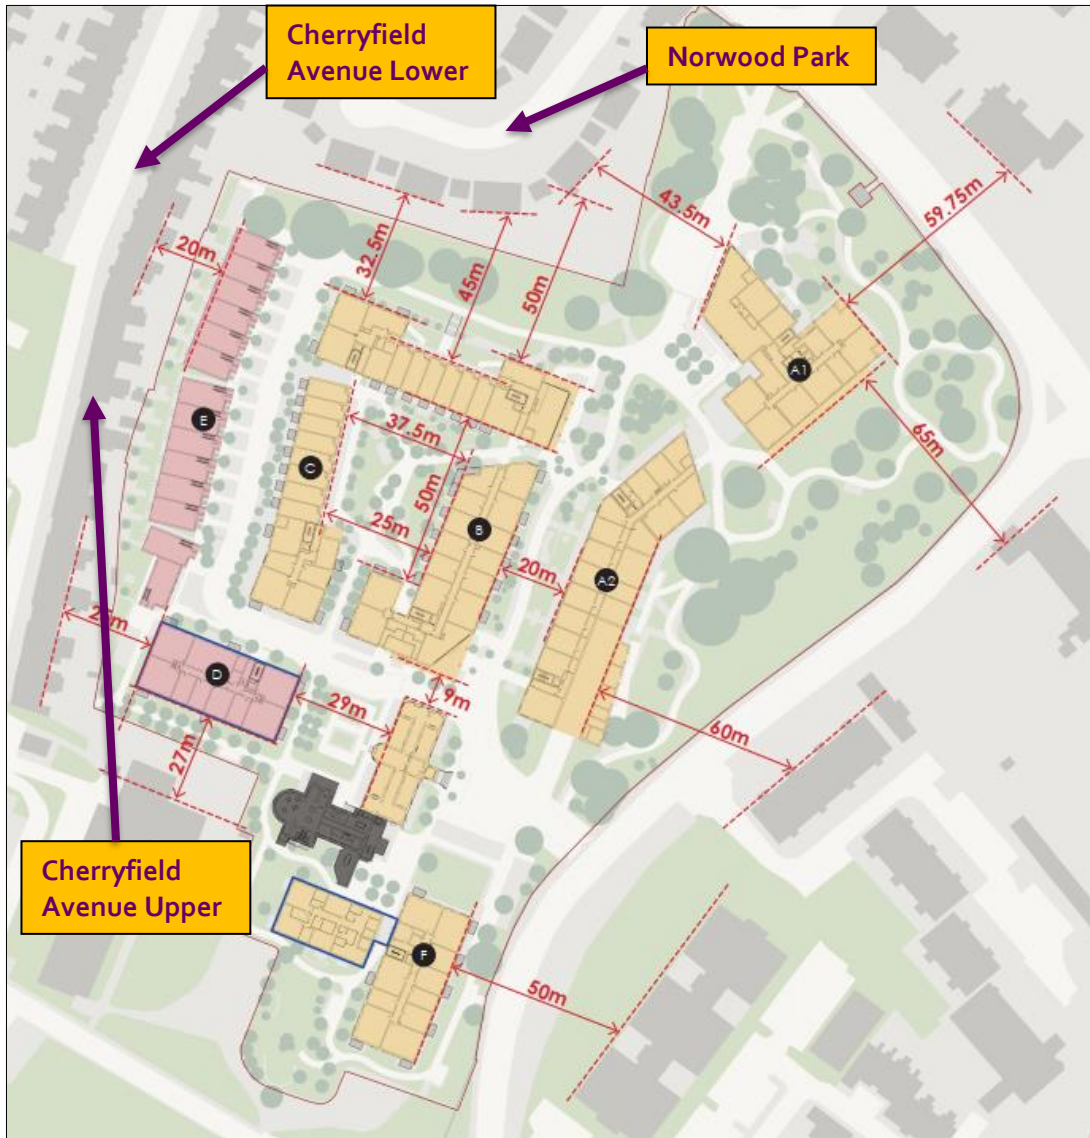 Cherryfield
Avenue Lower
Norwood Park
43.5m
59.75m
32.5m
20m
45m
50m
A1
E
37.5m
65m
C
50m
B
25m
20m
A2
D
9m
29m
60m
27m
Cherryfield
Avenue Upper
F
50m